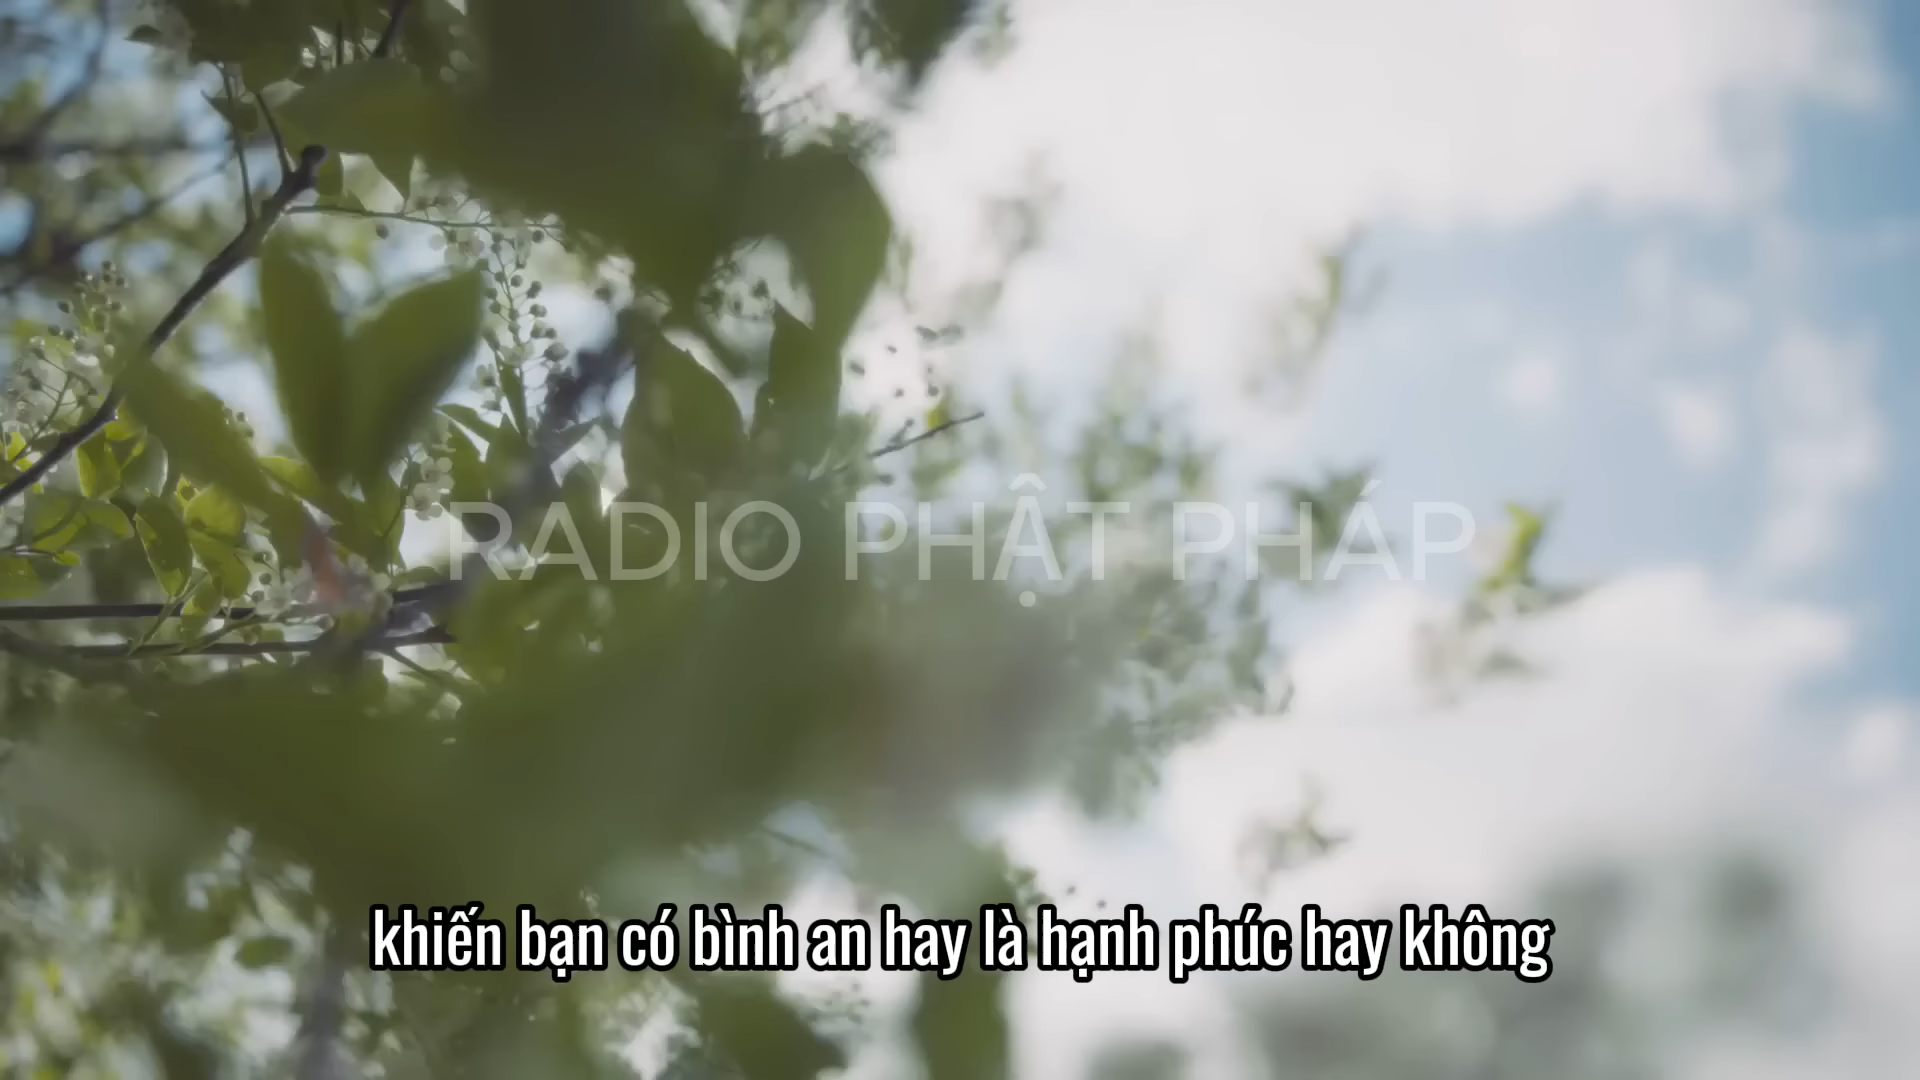 RADIO PHẬT PHÁP
khiến bạn có bình an hay là hạnh phúc hay không